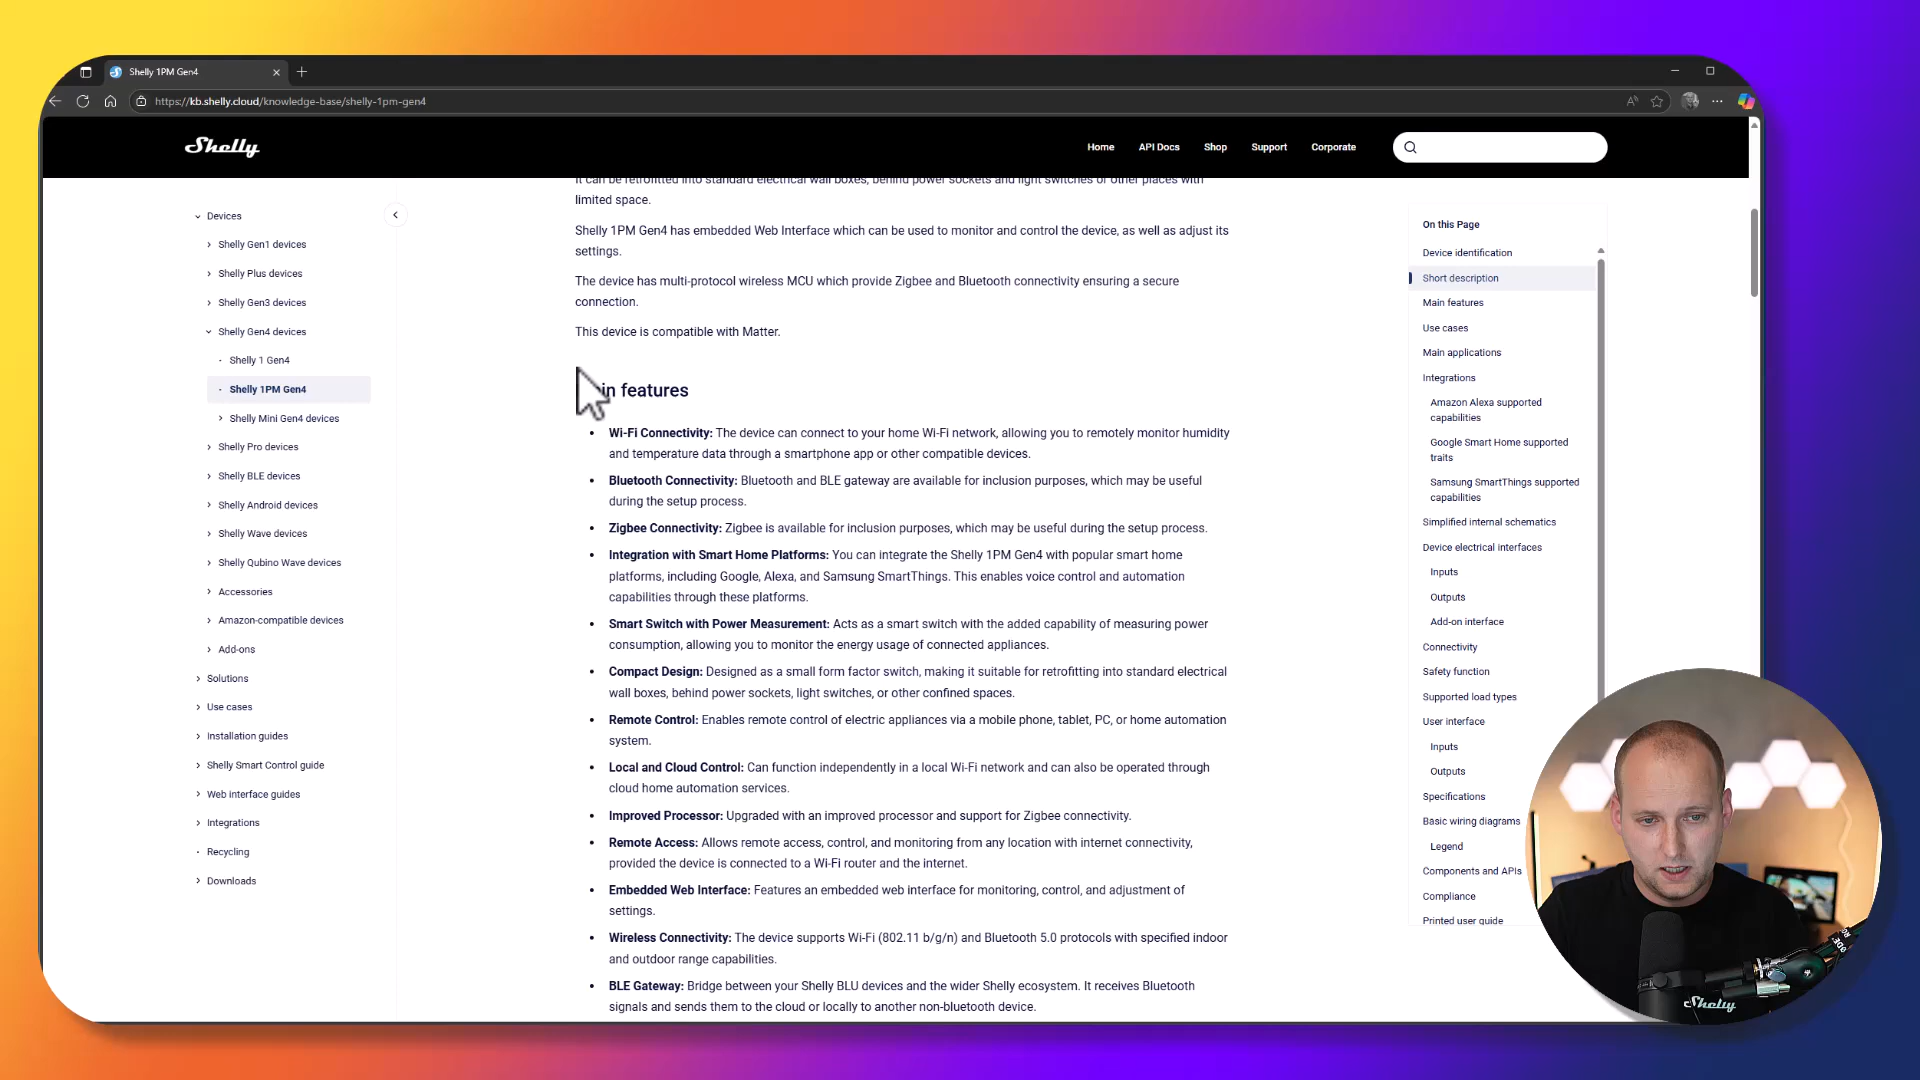 Shelly 1PM Gen4
https://kb.shelly.cloud/knowledge-base/shelly-1pm-gen4
Shelly
Home
API Docs
Shop
Support
Corporate
Devices
Shelly Gen1 devices
Shelly Plus devices
Shelly Gen3 devices
Shelly Gen4 devices
Shelly 1 Gen4
Shelly 1PM Gen4
Shelly Mini Gen4 devices
Shelly Pro devices
Shelly BLE devices
Shelly Android devices
Shelly Wave devices
Shelly Qubino Wave devices
Accessories
Amazon-compatible devices
Add-ons
Solutions
Use cases
Installation guides
Shelly Smart Control guide
Web interface guides
Integrations
Recycling
Downloads
It can be retrofitted into standard electrical wall boxes, behind power sockets and light switches or other places with
limited space.
Shelly 1PM Gen4 has embedded Web Interface which can be used to monitor and control the device, as well as adjust its
settings.
The device has multi-protocol wireless MCU which provide Zigbee and Bluetooth connectivity ensuring a secure
connection.
This device is compatible with Matter.
in features
• Wi-Fi Connectivity: The device can connect to your home Wi-Fi network, allowing you to remotely monitor humidity
and temperature data through a smartphone app or other compatible devices.
• Bluetooth Connectivity: Bluetooth and BLE gateway are available for inclusion purposes, which may be useful
during the setup process.
• Zigbee Connectivity: Zigbee is available for inclusion purposes, which may be useful during the setup process.
• Integration with Smart Home Platforms: You can integrate the Shelly 1PM Gen4 with popular smart home
platforms, including Google, Alexa, and Samsung SmartThings. This enables voice control and automation
capabilities through these platforms.
• Smart Switch with Power Measurement: Acts as a smart switch with the added capability of measuring power
consumption, allowing you to monitor the energy usage of connected appliances.
• Compact Design: Designed as a small form factor switch, making it suitable for retrofitting into standard electrical
wall boxes, behind power sockets, light switches, or other confined spaces.
• Remote Control: Enables remote control of electric appliances via a mobile phone, tablet, PC, or home automation
system.
• Local and Cloud Control: Can function independently in a local Wi-Fi network and can also be operated through
cloud home automation services.
• Improved Processor: Upgraded with an improved processor and support for Zigbee connectivity.
• Remote Access: Allows remote access, control, and monitoring from any location with internet connectivity,
provided the device is connected to a Wi-Fi router and the internet.
• Embedded Web Interface: Features an embedded web interface for monitoring, control, and adjustment of
settings.
• Wireless Connectivity: The device supports Wi-Fi (802.11 b/g/n) and Bluetooth 5.0 protocols with specified indoor
and outdoor range capabilities.
• BLE Gateway: Bridge between your Shelly BLU devices and the wider Shelly ecosystem. It receives Bluetooth
signals and sends them to the cloud or locally to another non-bluetooth device.
On this Page
Device identification
Short description
Main features
Use cases
Main applications
Integrations
Amazon Alexa supported
capabilities
Google Smart Home supported
traits
Samsung SmartThings supported
capabilities
Simplified internal schematics
Device electrical interfaces
Inputs
Outputs
Add-on interface
Connectivity
Safety function
Supported load types
User interface
Inputs
Outputs
Specifications
Basic wiring diagrams
Legend
Components and APIs
Compliance
Printed user guide
Shelly